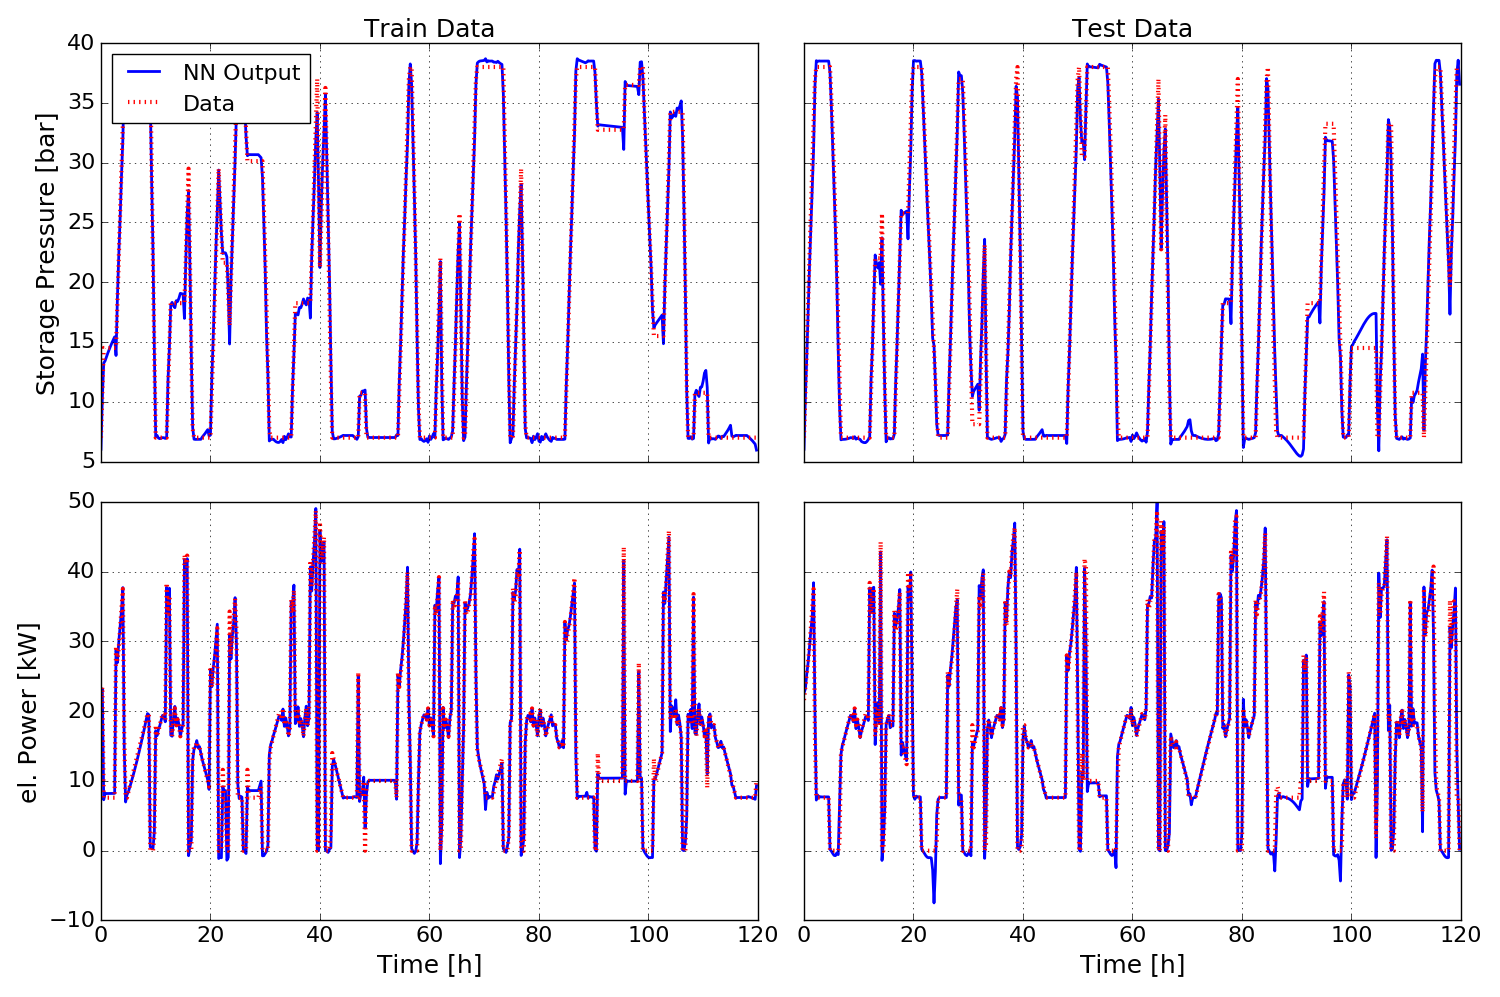 Train Data
Test Data
40
35
30
25
20
15
10
5
Storage Pressure [bar]
NN Output
Data
50
40
30
20
10
0
−10
el. Power [kW]
0 20 40 60 80 100 120
0 20 40 60 80 100 120
Time [h]
Time [h]